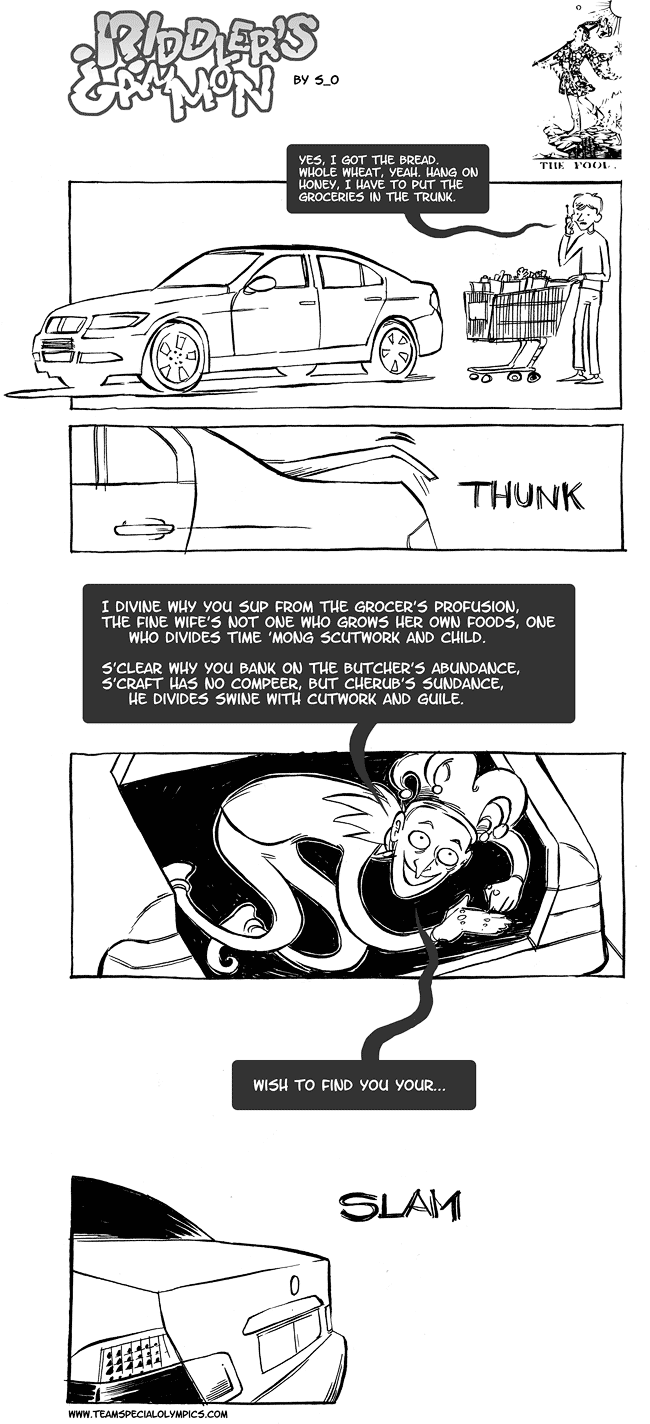 RIDDLER'S
GAMMON
BY S_O
THE FOOL.
YES, I GOT THE BREAD.
WHOLE WHEAT, YEAH. HANG ON
HONEY, I HAVE TO PUT THE
GROCERIES IN THE TRUNK.
THUNK
I DIVINE WHY YOU SUP FROM THE GROCER'S PROFUSION,
THE FINE WIFE'S NOT ONE WHO GROWS HER OWN FOODS, ONE
WHO DIVIDES TIME 'MONG SCUTWORK AND CHILD.
S'CLEAR WHY YOU BANK ON THE BUTCHER'S ABUNDANCE,
S'CRAFT HAS NO COMPEER, BUT CHERUB'S SUNDANCE,
HE DIVIDES SWINE WITH CUTWORK AND GUILE.
WISH TO FIND YOU YOUR...
SLAM
WWW.TEAMSPECIALOLYMPICS.COM